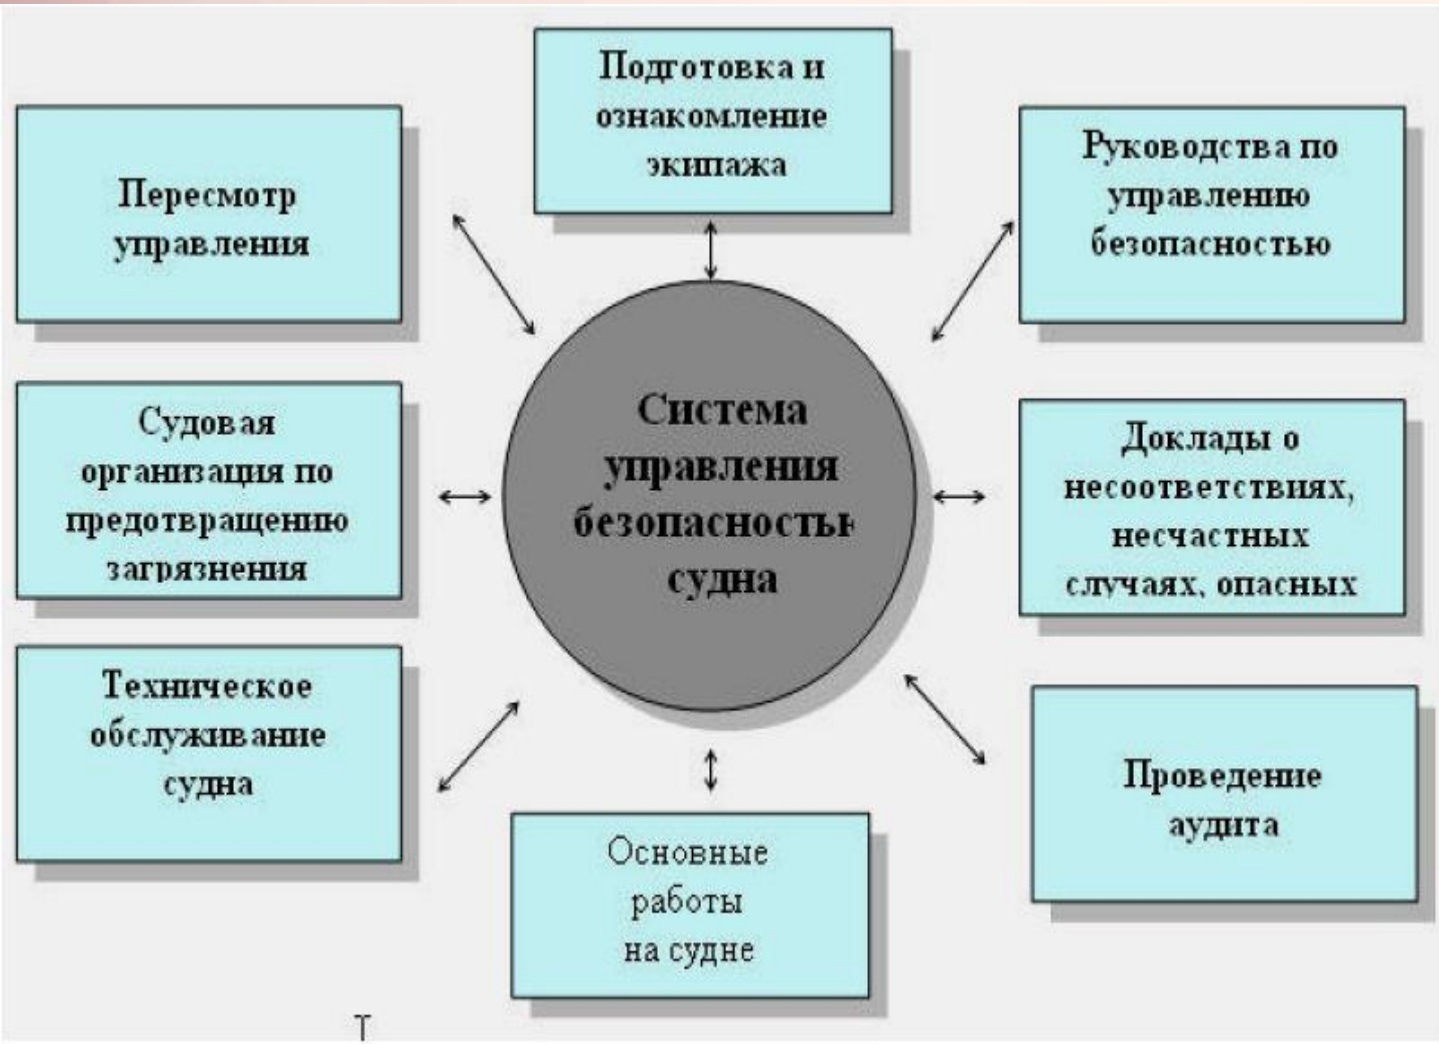 Подготовка и
ознакомление
экипажа
Пересмотр
управления
Руководства по
управлению
безопасностью
Система
управления
безопасностью
судна
Судовая
организация по
предотвращению
загрязнения
Доклады о
несоответствиях,
несчастных
случаях, опасных
Техническое
обслуживание
судна
Проведение
аудита
Основные
работы
на судне
Т